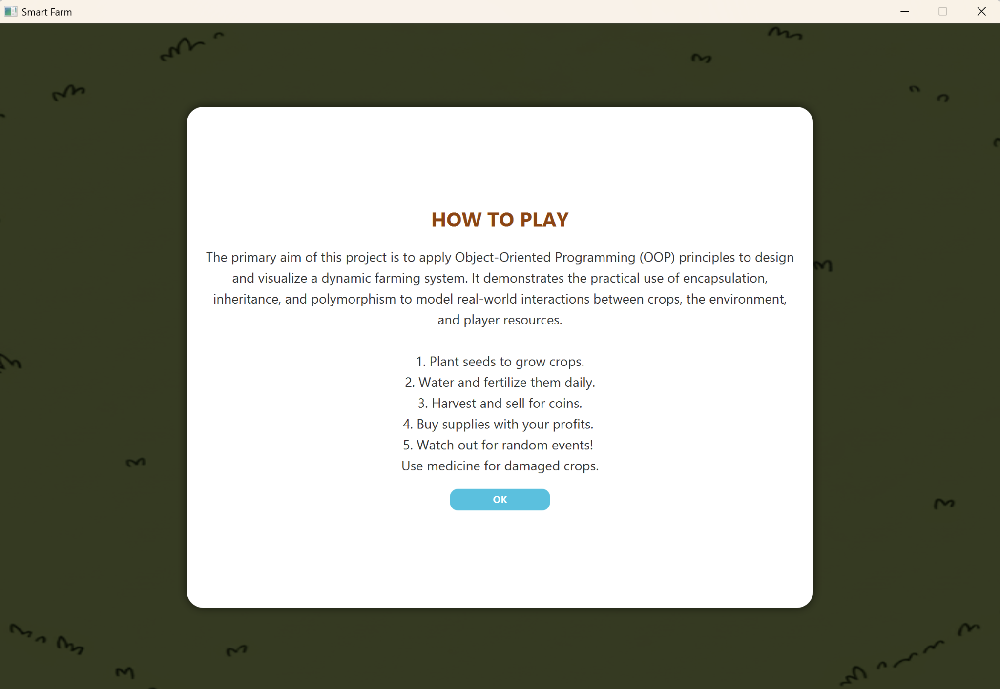 Smart Farm
HOW TO PLAY
The primary aim of this project is to apply Object-Oriented Programming (OOP) principles to design
and visualize a dynamic farming system. It demonstrates the practical use of encapsulation,
inheritance, and polymorphism to model real-world interactions between crops, the environment,
and player resources.
1. Plant seeds to grow crops.
2. Water and fertilize them daily.
3. Harvest and sell for coins.
4. Buy supplies with your profits.
5. Watch out for random events!
Use medicine for damaged crops.
OK